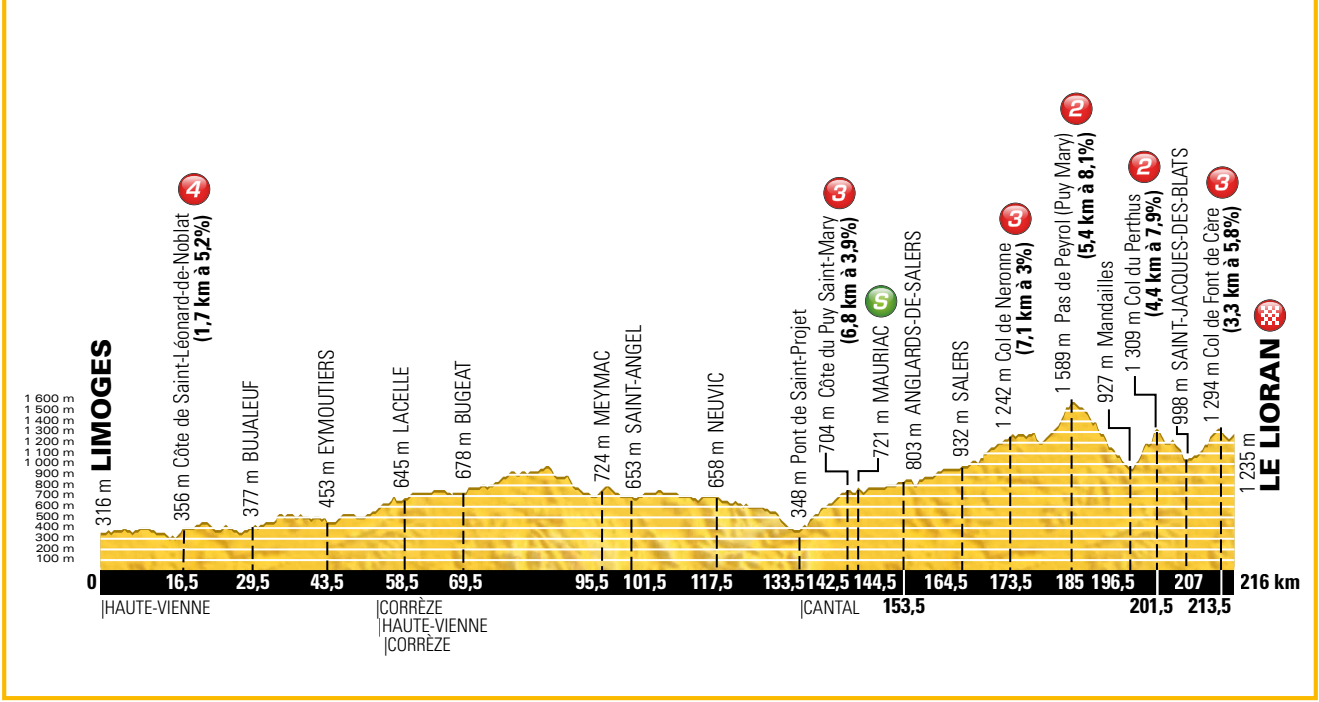 LIMOGES
316 m
4
356 m Côte de Saint-Léonard-de-Noblat
(1,7 km à 5,2%)
377 m BUJALEUF
453 m EYMOUTIERS
645 m LACELLE
678 m BUGEAT
724 m MEYMAC
653 m SAINT-ANGEL
658 m NEUVIC
348 m Pont de Saint-Projet
3
704 m Côte du Puy Saint-Mary
(6,8 km à 3,9%)
S
721 m MAURIAC
803 m ANGLARDS-DE-SALERS
932 m SALERS
3
1 242 m Col de Neronne
(7,1 km à 3%)
2
1 589 m Pas de Peyrol (Puy Mary)
(5,4 km à 8,1%)
927 m Mandailles
2
1 309 m Col du Perthus
(4,4 km à 7,9%)
998 m SAINT-JACQUES-DES-BLATS
3
1 294 m Col de Font de Cère
(3,3 km à 5,8%)
1 235 m
LE LIORAN
1 600 m
1 500 m
1 400 m
1 300 m
1 200 m
1 100 m
1 000 m
900 m
800 m
700 m
600 m
500 m
400 m
300 m
200 m
100 m
0 16,5 29,5 43,5 58,5 69,5 95,5 101,5 117,5 133,5 142,5 144,5 164,5 173,5 185 196,5 207 216 km
153,5 201,5 213,5
|HAUTE-VIENNE |CORRÈZE |CANTAL
|HAUTE-VIENNE
|CORRÈZE